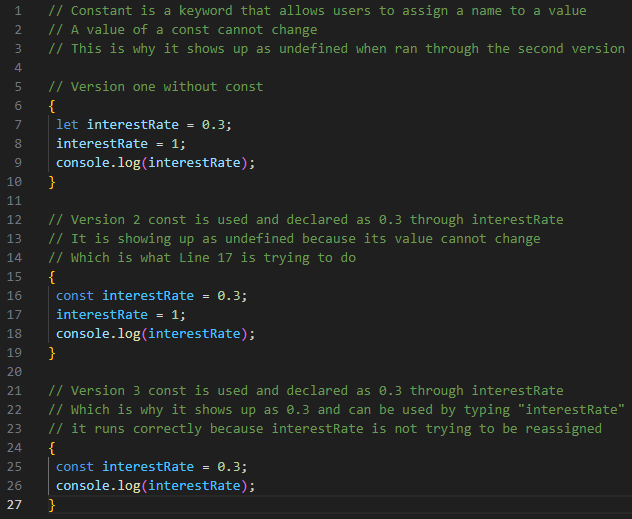 1 // Constant is a keyword that allows users to assign a name to a value
2 // A value of a const cannot change
3 // This is why it shows up as undefined when ran through the second version
4
5 // Version one without const
6 {
7 let interestRate = 0.3;
8 interestRate = 1;
9 console.log(interestRate);
10 }
11
12 // Version 2 const is used and declared as 0.3 through interestRate
13 // It is showing up as undefined because its value cannot change
14 // Which is what Line 17 is trying to do
15 {
16 const interestRate = 0.3;
17 interestRate = 1;
18 console.log(interestRate);
19 }
20
21 // Version 3 const is used and declared as 0.3 through interestRate
22 // Which is why it shows up as 0.3 and can be used by typing "interestRate"
23 // it runs correctly because interestRate is not trying to be reassigned
24 {
25 const interestRate = 0.3;
26 console.log(interestRate);
27 }